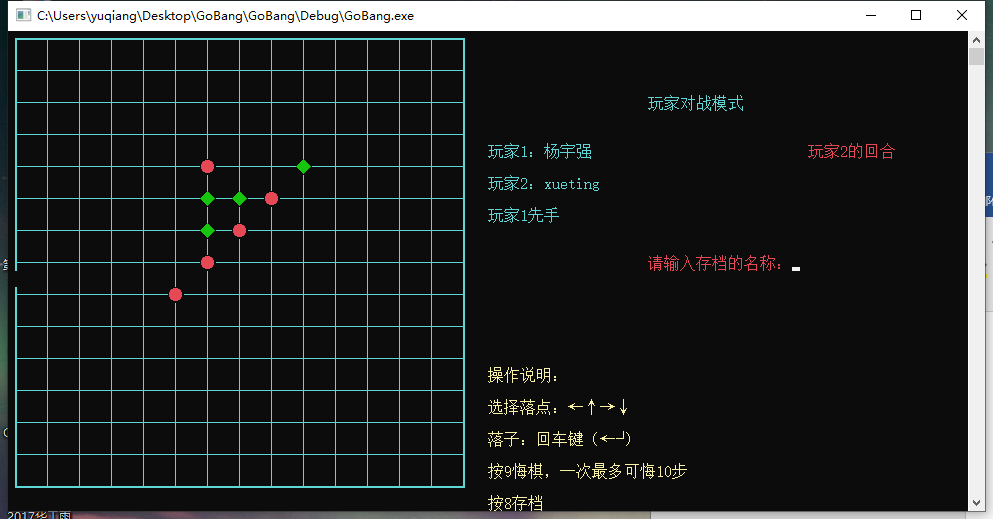 C:\Users\yuqiang\Desktop\GoBang\GoBang\Debug\GoBang.exe
玩家对战模式
玩家1：杨宇强
玩家2的回合
玩家2：xueting
玩家1先手
请输入存档的名称：
操作说明：
选择落点：←↑→↓
落子：回车键（←┘）
按9悔棋，一次最多可悔10步
按8存档